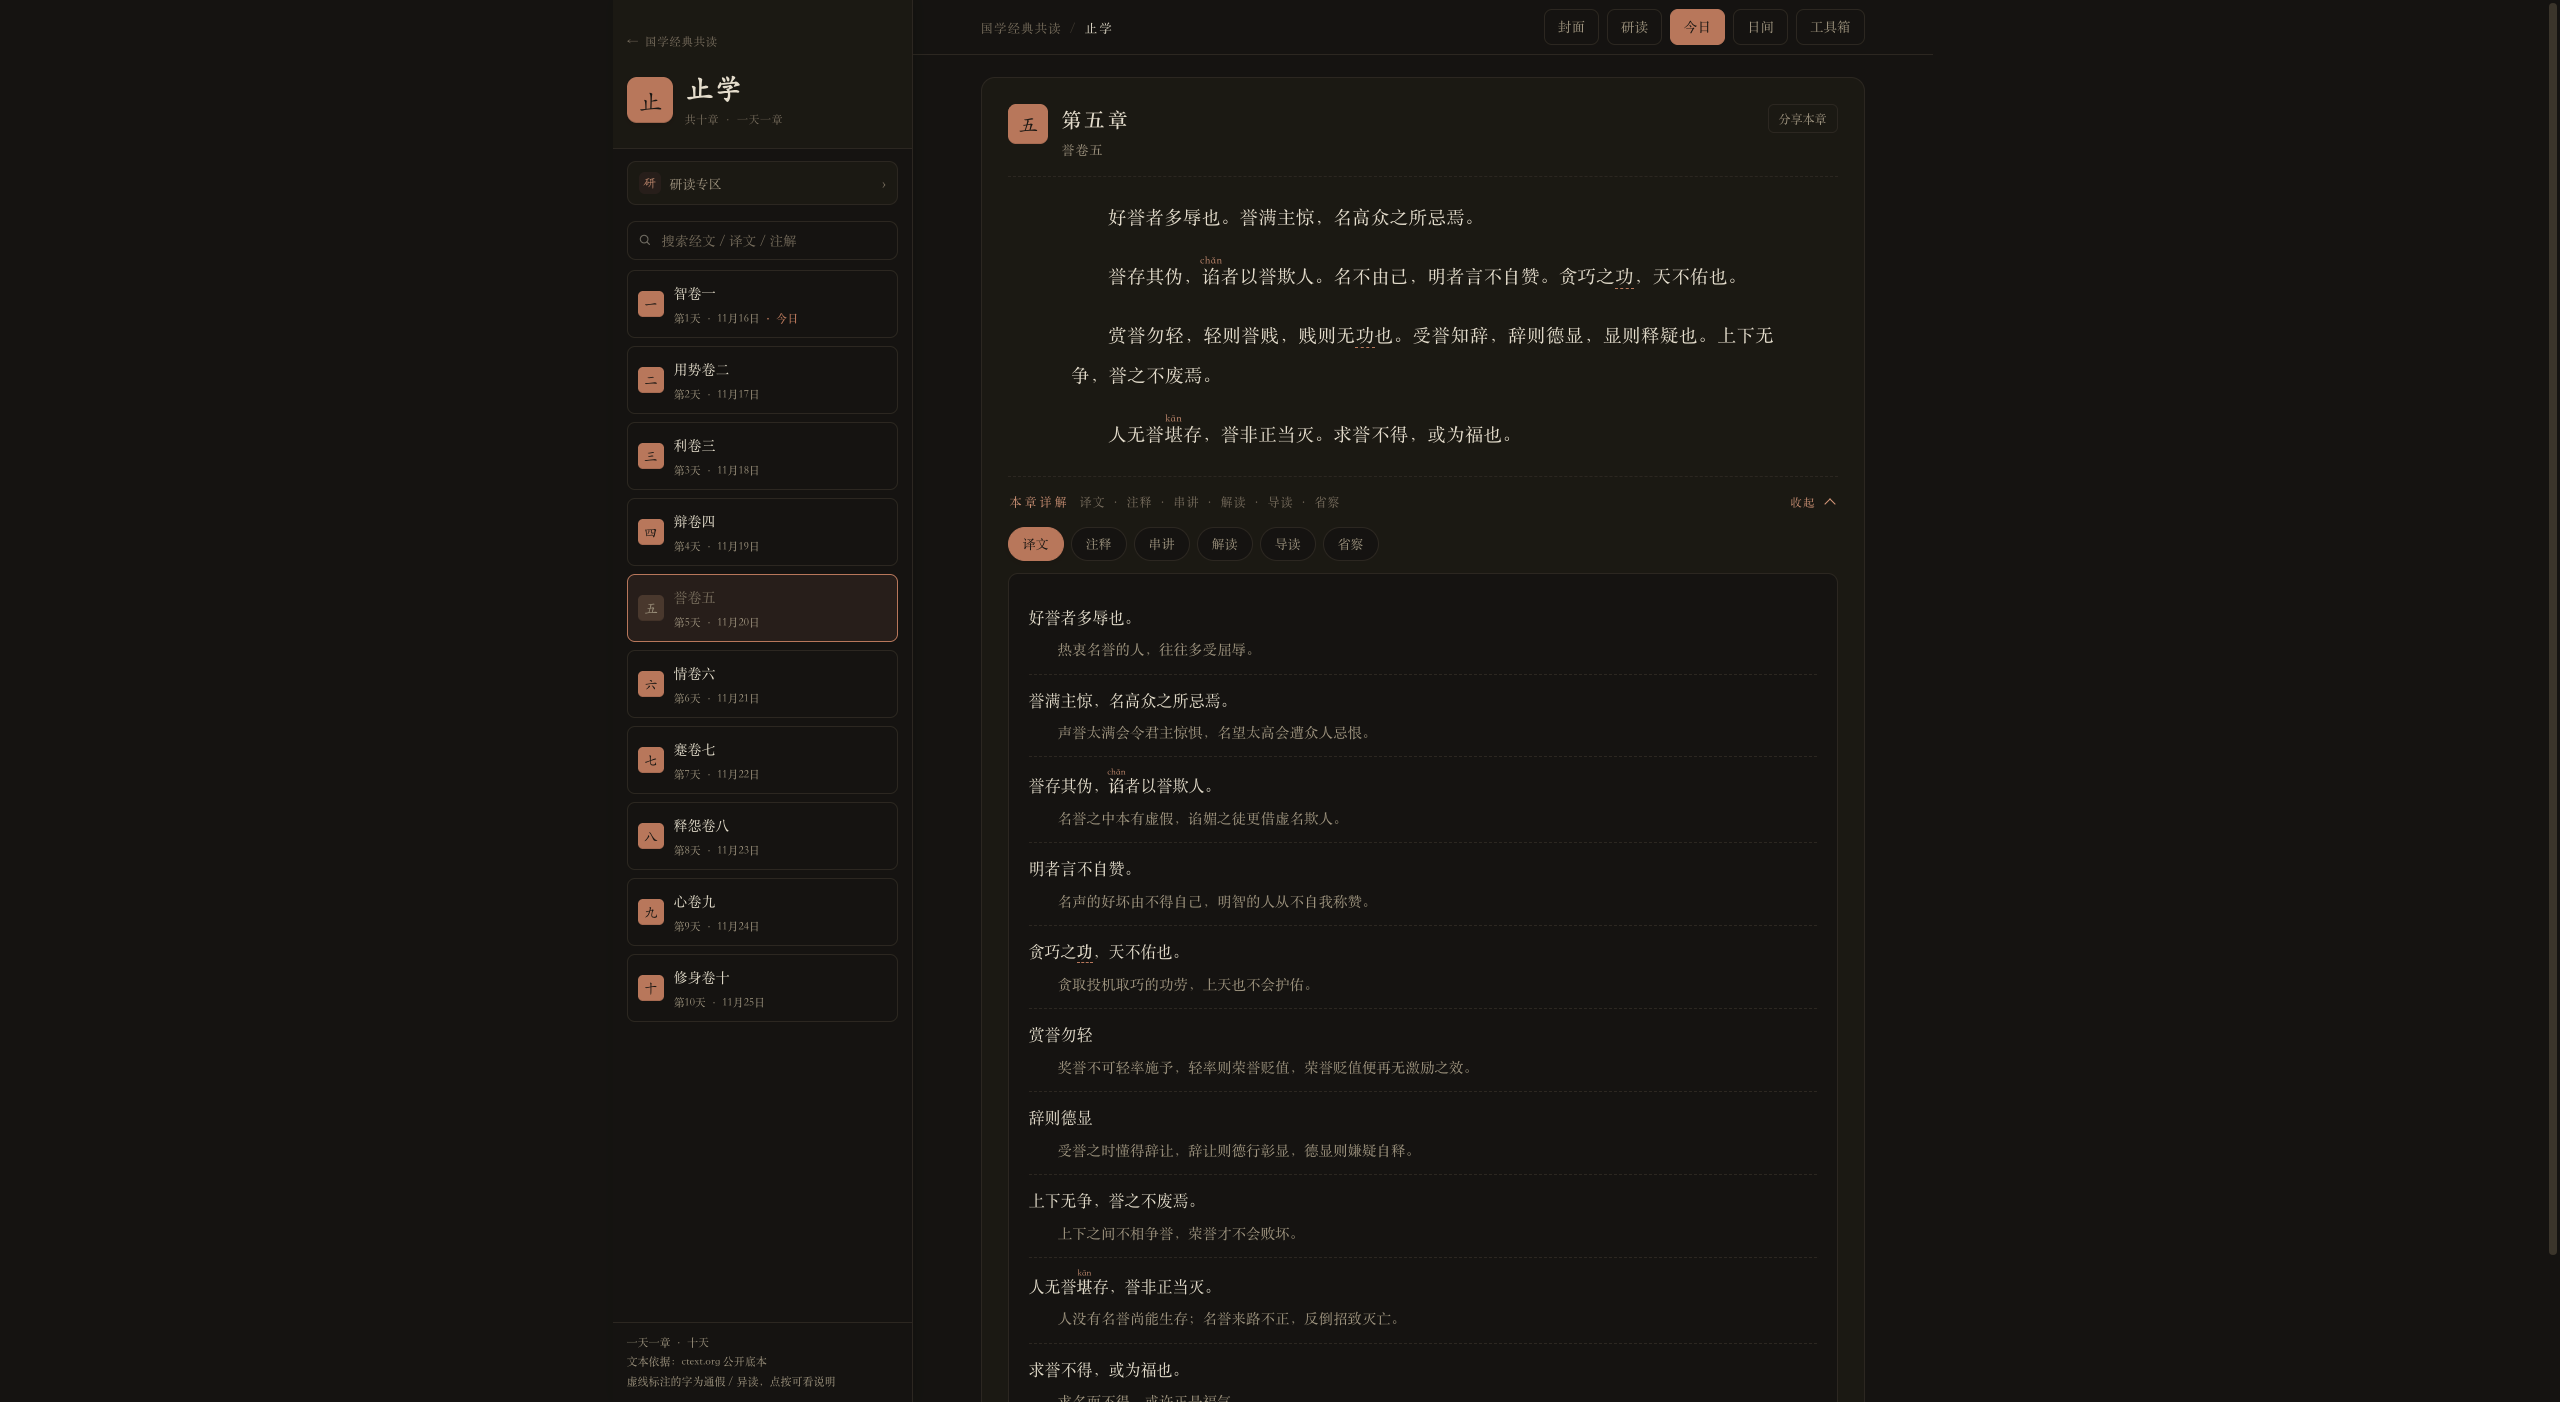 ← 国学经典共读
止
止学
共十章 · 一天一章
研 研读专区 ›
搜索经文 / 译文 / 注解
一
智卷一
第1天 · 11月16日 · 今日
二
用势卷二
第2天 · 11月17日
三
利卷三
第3天 · 11月18日
四
辩卷四
第4天 · 11月19日
五
誉卷五
第5天 · 11月20日
六
情卷六
第6天 · 11月21日
七
蹇卷七
第7天 · 11月22日
八
释怨卷八
第8天 · 11月23日
九
心卷九
第9天 · 11月24日
十
修身卷十
第10天 · 11月25日
一天一章 · 十天
文本依据：ctext.org 公开底本
虚线标注的字为通假 / 异读，点按可看说明
国学经典共读 / 止学
封面 研读 今日 日间 工具箱
五
第五章
誉卷五
分享本章
好誉者多辱也。誉满主惊，名高众之所忌焉。
chǎn
誉存其伪，谄者以誉欺人。名不由己，明者言不自赞。贪巧之功，天不佑也。
赏誉勿轻，轻则誉贱，贱则无功也。受誉知辞，辞则德显，显则释疑也。上下无
争，誉之不废焉。
kān
人无誉堪存，誉非正当灭。求誉不得，或为福也。
本章详解 译文 · 注释 · 串讲 · 解读 · 导读 · 省察
收起
译文 注释 串讲 解读 导读 省察
好誉者多辱也。
热衷名誉的人，往往多受屈辱。
誉满主惊，名高众之所忌焉。
声誉太满会令君主惊惧，名望太高会遭众人忌恨。
chǎn
誉存其伪，谄者以誉欺人。
名誉之中本有虚假，谄媚之徒更借虚名欺人。
明者言不自赞。
名声的好坏由不得自己，明智的人从不自我称赞。
贪巧之功，天不佑也。
贪取投机取巧的功劳，上天也不会护佑。
赏誉勿轻
奖誉不可轻率施予，轻率则荣誉贬值，荣誉贬值便再无激励之效。
辞则德显
受誉之时懂得辞让，辞让则德行彰显，德显则嫌疑自释。
上下无争，誉之不废焉。
上下之间不相争誉，荣誉才不会败坏。
kān
人无誉堪存，誉非正当灭。
人没有名誉尚能生存；名誉来路不正，反倒招致灭亡。
求誉不得，或为福也。
求名而不得，或许正是福气。